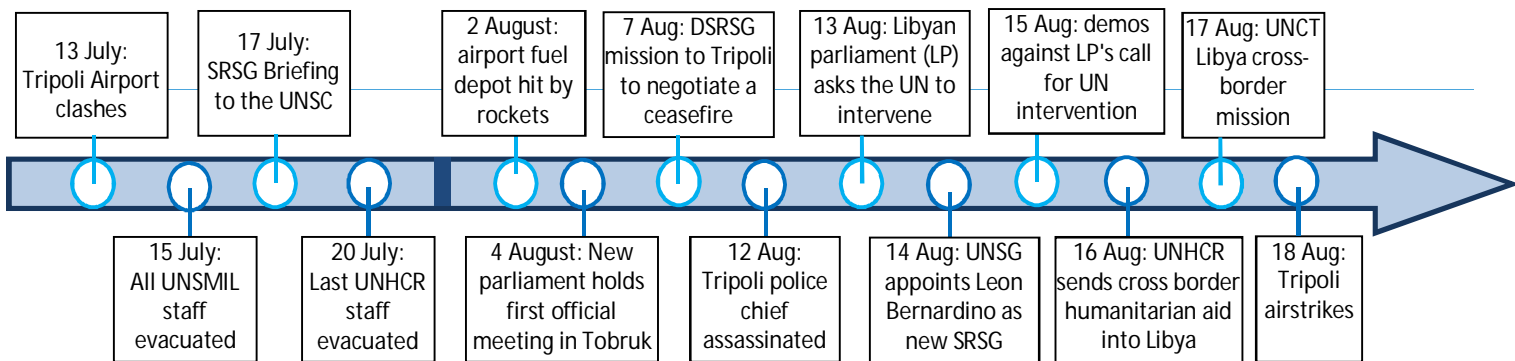 13 July:
Tripoli Airport
clashes
15 July:
All UNSMIL
staff
evacuated
17 July:
SRSG Briefing
to the UNSC
20 July:
Last UNHCR
staff
evacuated
2 August:
airport fuel
depot hit by
rockets
4 August: New
parliament holds
first official
meeting in Tobruk
7 Aug: DSRSG
mission to Tripoli
to negotiate a
ceasefire
12 Aug:
Tripoli police
chief
assassinated
13 Aug: Libyan
parliament (LP)
asks the UN to
intervene
14 Aug: UNSG
appoints Leon
Bernardino as
new SRSG
15 Aug: demos
against LP's call
for UN
intervention
16 Aug: UNHCR
sends cross border
humanitarian aid
into Libya
17 Aug: UNCT
Libya cross-
border
mission
18 Aug:
Tripoli
airstrikes